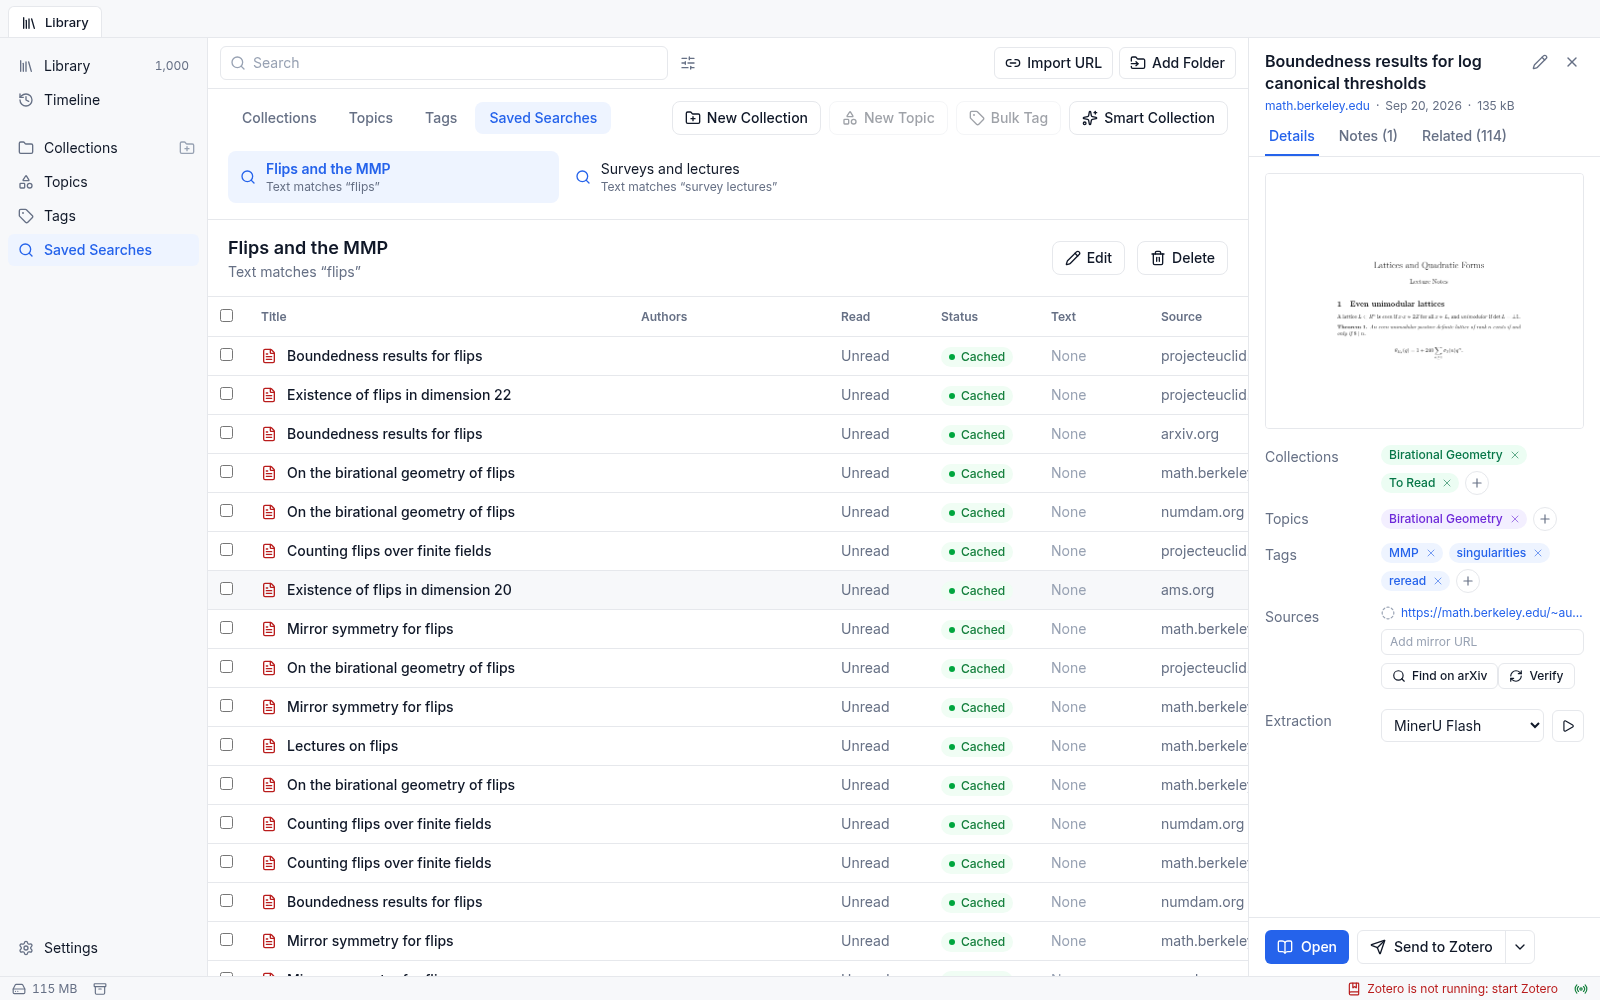 Library
Library 1,000
Timeline
Collections
Topics
Tags
Saved Searches
Settings
Search
Import URL
Add Folder
Collections Topics Tags Saved Searches
New Collection New Topic Bulk Tag Smart Collection
Flips and the MMP
Text matches “flips”
Surveys and lectures
Text matches “survey lectures”
Flips and the MMP
Text matches “flips”
Edit Delete
Title Authors Read Status Text Source
Boundedness results for flips Unread Cached None projecteuclid
Existence of flips in dimension 22 Unread Cached None projecteuclid
Boundedness results for flips Unread Cached None arxiv.org
On the birational geometry of flips Unread Cached None math.berkeley
On the birational geometry of flips Unread Cached None numdam.org
Counting flips over finite fields Unread Cached None projecteuclid
Existence of flips in dimension 20 Unread Cached None ams.org
Mirror symmetry for flips Unread Cached None math.berkeley
On the birational geometry of flips Unread Cached None projecteuclid
Mirror symmetry for flips Unread Cached None math.berkeley
Lectures on flips Unread Cached None math.berkeley
On the birational geometry of flips Unread Cached None math.berkeley
Counting flips over finite fields Unread Cached None numdam.org
Counting flips over finite fields Unread Cached None math.berkeley
Boundedness results for flips Unread Cached None numdam.org
Mirror symmetry for flips Unread Cached None math.berkeley
Boundedness results for log
canonical thresholds
math.berkeley.edu · Sep 20, 2026 · 135 kB
Details Notes (1) Related (114)
Lattices and Quadratic Forms
Lecture Notes
1 Even unimodular lattices
Collections Birational Geometry
To Read
Topics Birational Geometry
Tags MMP singularities
reread
Sources https://math.berkeley.edu/~au...
Add mirror URL
Find on arXiv Verify
Extraction MinerU Flash
Open Send to Zotero
115 MB
Zotero is not running: start Zotero